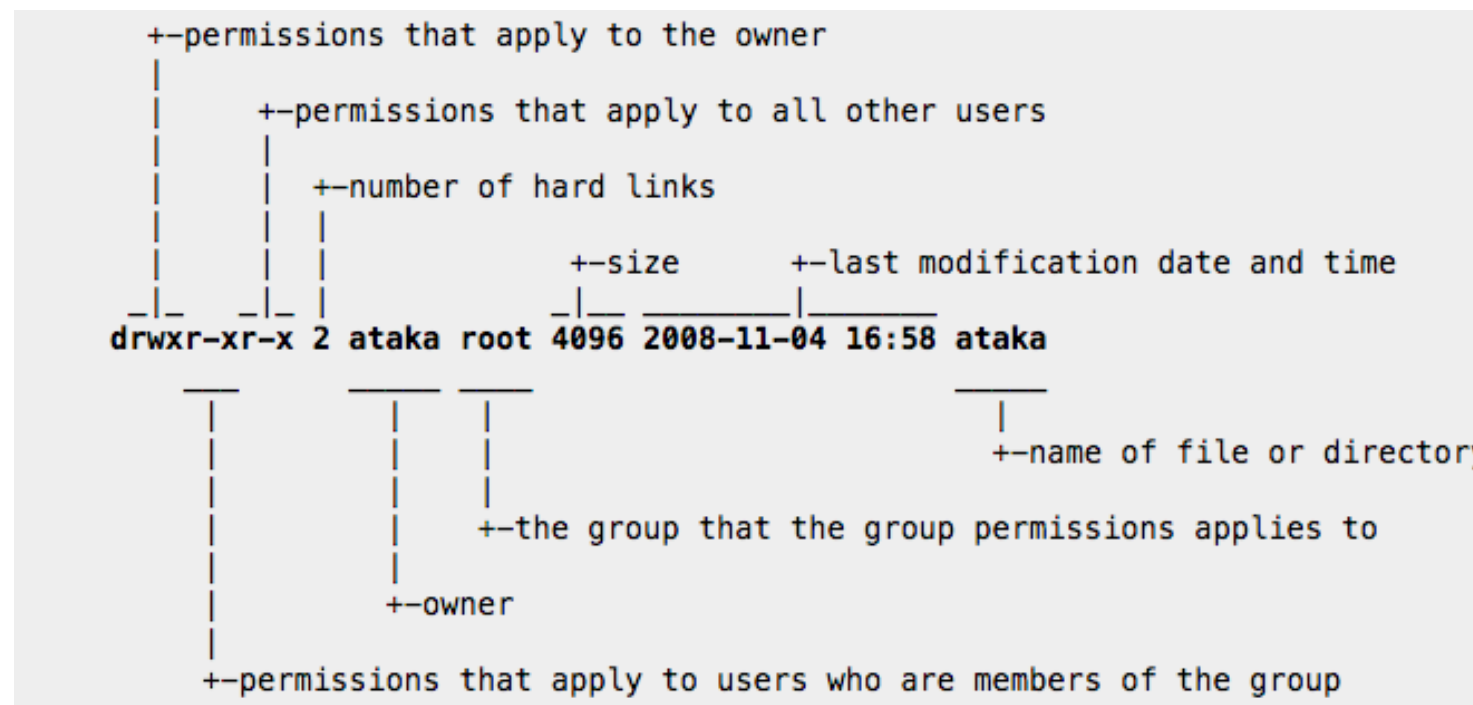 +-permissions that apply to the owner
+-permissions that apply to all other users
+-number of hard links
+-size +-last modification date and time
drwxr-xr-x 2 ataka root 4096 2008-11-04 16:58 ataka
+-name of file or directory
+-the group that the group permissions applies to
+-owner
+-permissions that apply to users who are members of the group